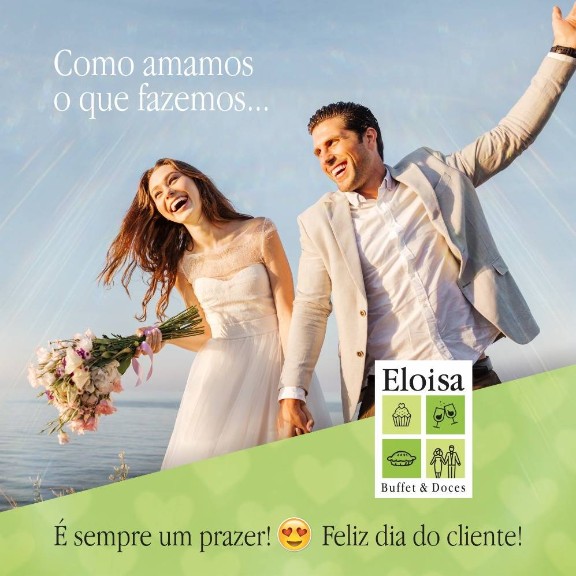 Como amamos
o que fazemos...
Eloisa
Buffet & Doces
É sempre um prazer! 😍 Feliz dia do cliente!